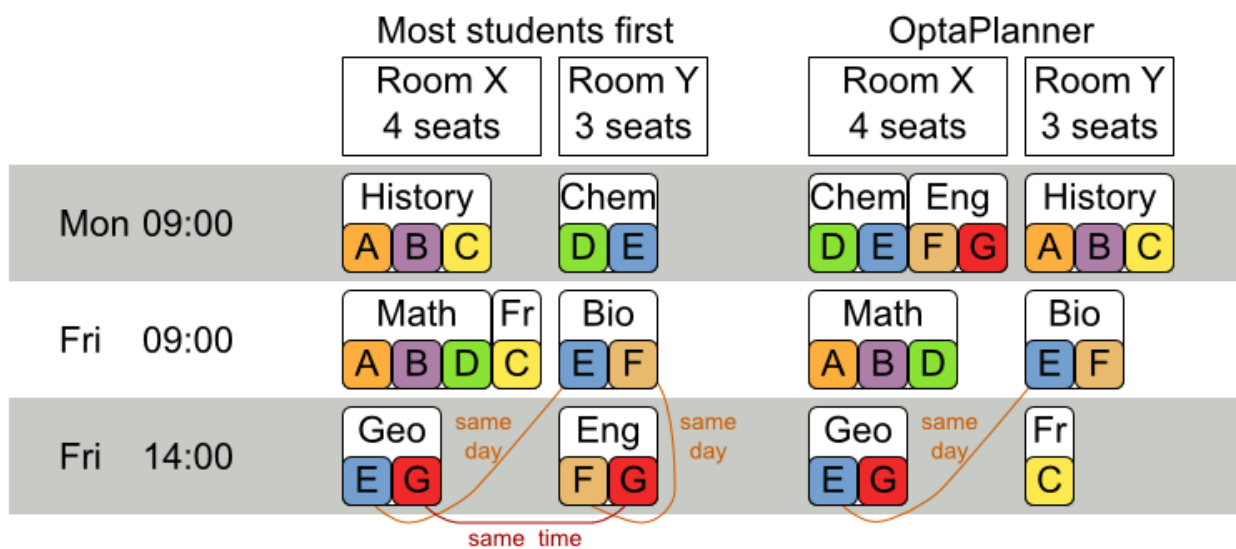 Most students first OptaPlanner
Room X Room Y Room X Room Y
4 seats 3 seats 4 seats 3 seats
Mon 09:00 History Chem Chem Eng History
A B C D E D E F G A B C
Fri 09:00 Math Fr Bio Math Bio
A B D C E F A B D E F
Geo same Eng same Geo same Fr
day day day
Fri 14:00
E G F G E G C
same time